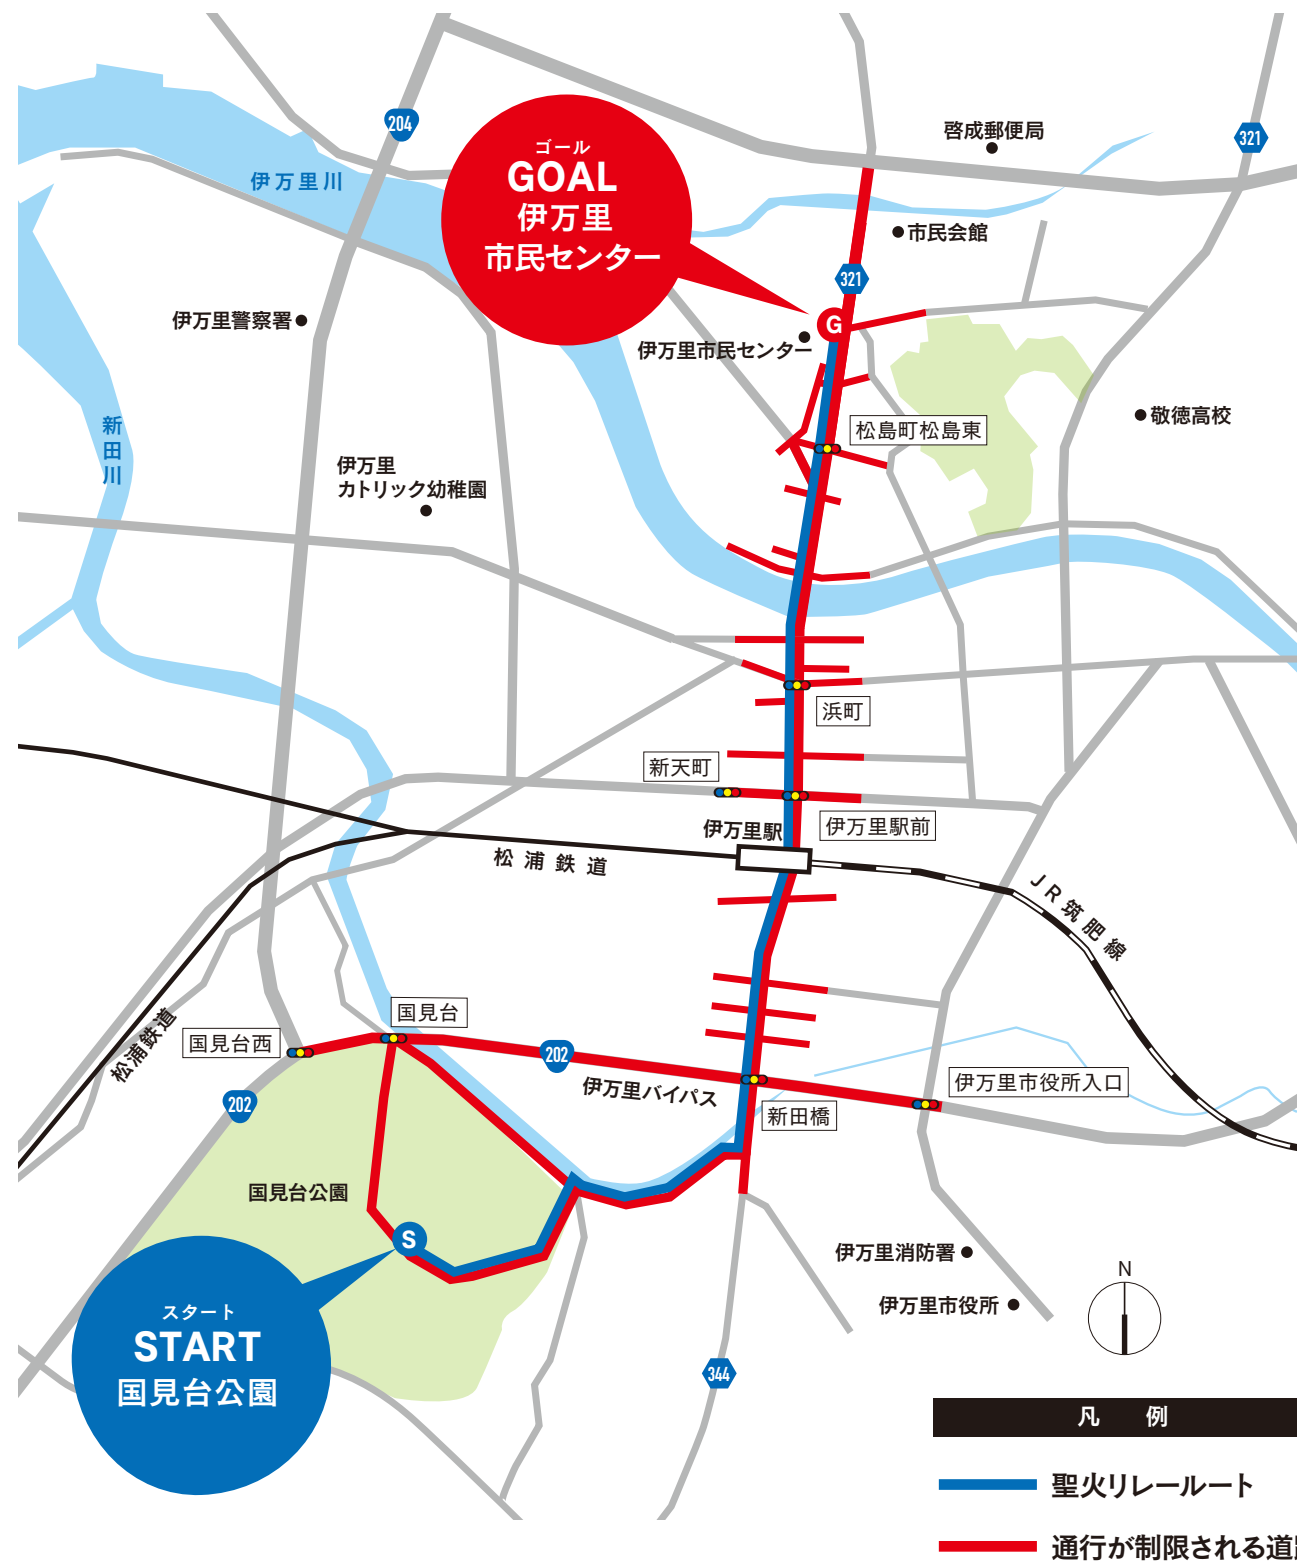 204
ゴール
GOAL
伊万里
市民センター
啓成郵便局
321
伊万里川
市民会館
321
伊万里警察署
G
伊万里市民センター
敬徳高校
新田川
松島町松島東
伊万里
カトリック幼稚園
浜町
新天町
伊万里駅
伊万里駅前
松浦鉄道
JR筑肥線
松浦鉄道
国見台
国見台西
202
伊万里バイパス
伊万里市役所入口
202
新田橋
国見台公園
S
伊万里消防署
伊万里市役所
N
スタート
START
国見台公園
344
凡 例
聖火リレールート
通行が制限される道